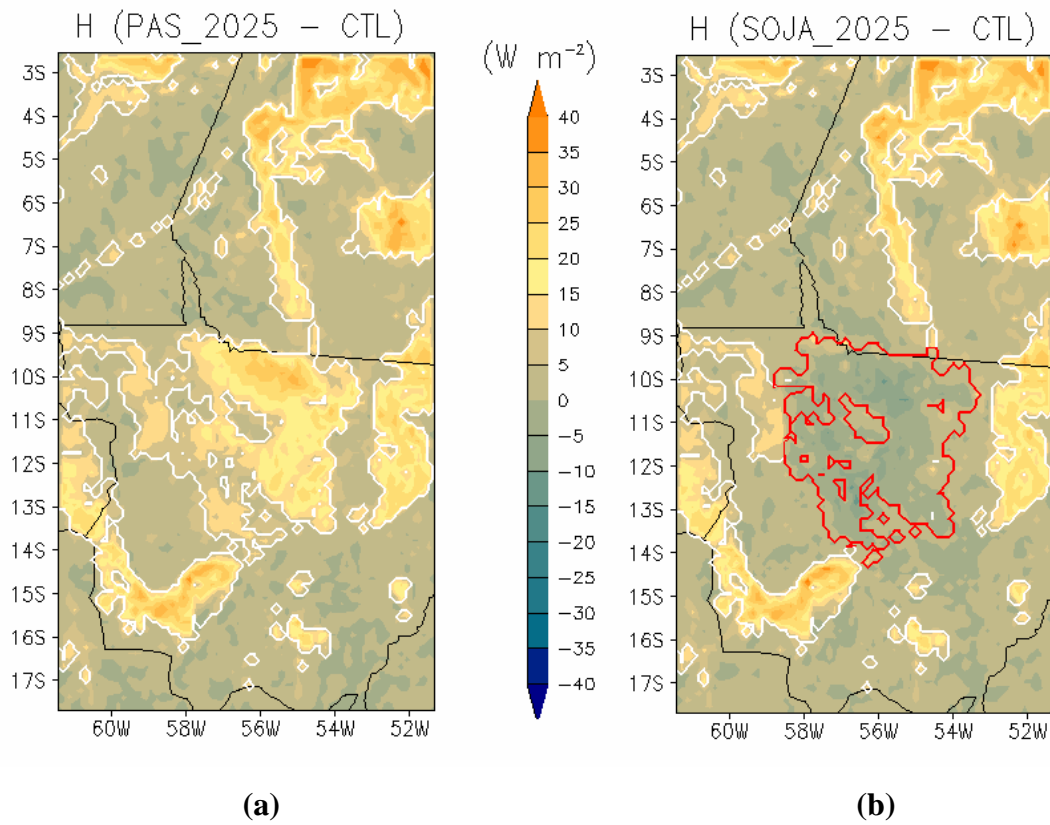 H (PAS_2025 – CTL)
3S
4S
5S
6S
7S
8S
9S
10S
11S
12S
13S
14S
15S
16S
17S
60W 58W 56W 54W 52W
(a)
(W m⁻²)
40
35
30
25
20
15
10
5
0
−5
−10
−15
−20
−25
−30
−35
−40
H (SOJA_2025 – CTL)
3S
4S
5S
6S
7S
8S
9S
10S
11S
12S
13S
14S
15S
16S
17S
60W 58W 56W 54W 52W
(b)